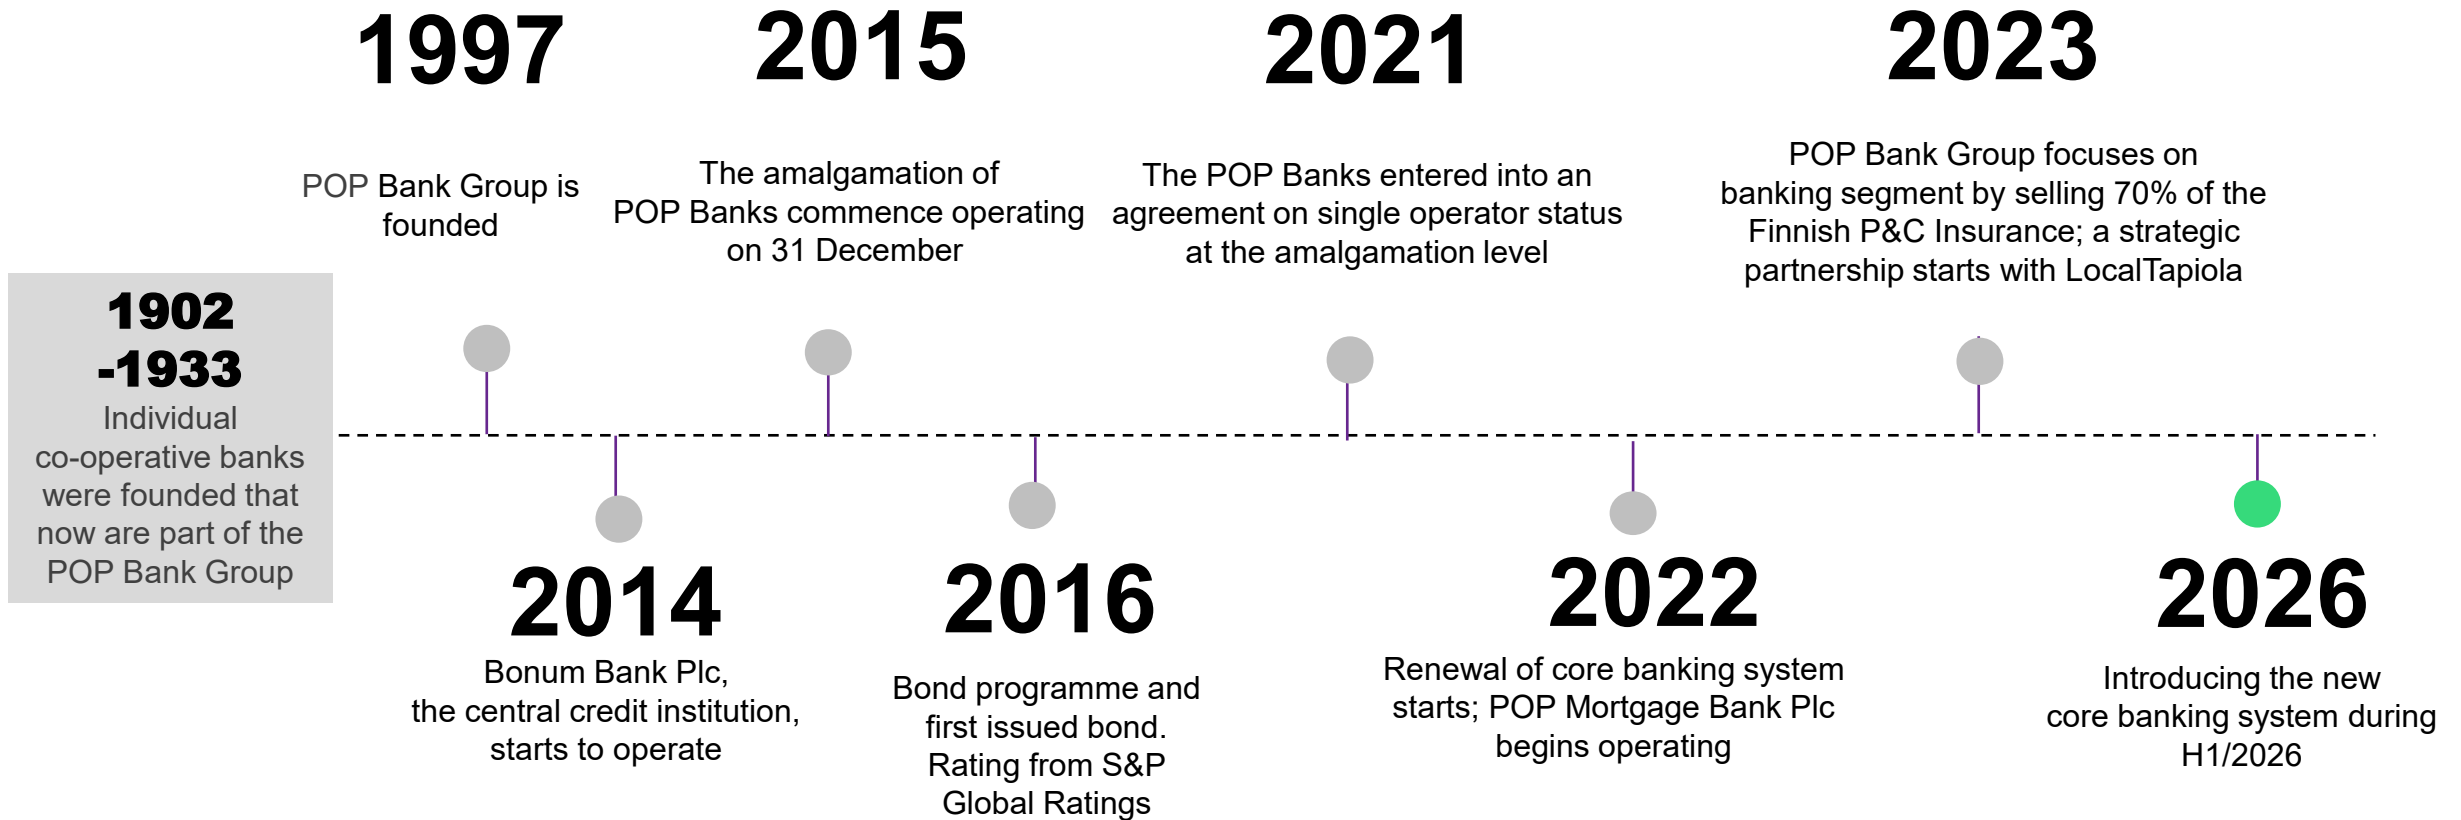 1902
-1933
Individual
co-operative banks
were founded that
now are part of the
POP Bank Group
1997
POP Bank Group is
founded
2014
Bonum Bank Plc,
the central credit institution,
starts to operate
2015
The amalgamation of
POP Banks commence operating
on 31 December
2016
Bond programme and
first issued bond.
Rating from S&P
Global Ratings
2021
The POP Banks entered into an
agreement on single operator status
at the amalgamation level
2022
Renewal of core banking system
starts; POP Mortgage Bank Plc
begins operating
2023
POP Bank Group focuses on
banking segment by selling 70% of the
Finnish P&C Insurance; a strategic
partnership starts with LocalTapiola
2026
Introducing the new
core banking system during
H1/2026